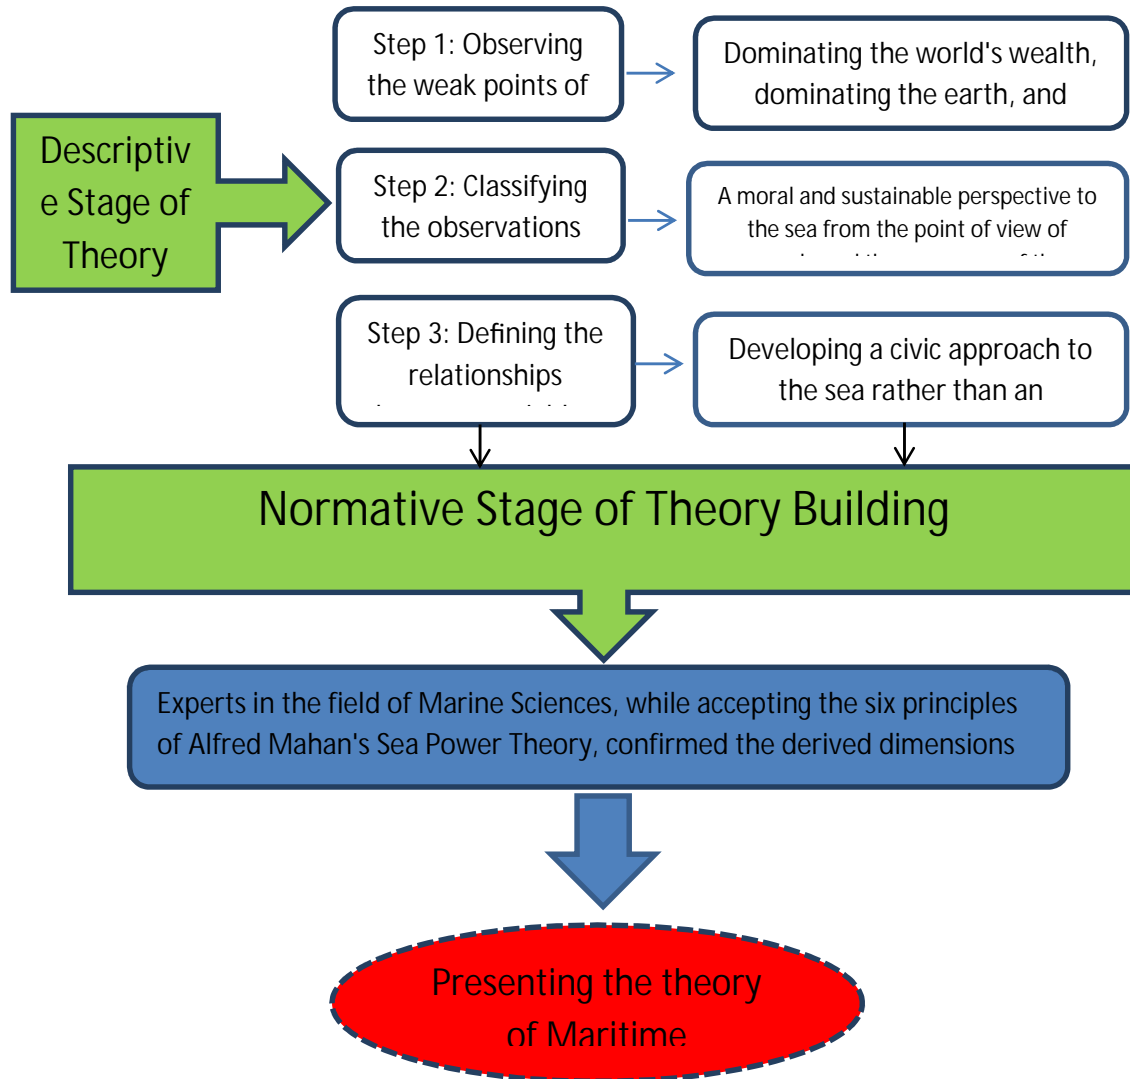 Step 1: Observing
the weak points of
Dominating the world's wealth,
dominating the earth, and
Descriptiv
e Stage of
Theory
Step 2: Classifying
the observations
A moral and sustainable perspective to
the sea from the point of view of
Step 3: Defining the
relationships
Developing a civic approach to
the sea rather than an
Normative Stage of Theory Building
Experts in the field of Marine Sciences, while accepting the six principles
of Alfred Mahan's Sea Power Theory, confirmed the derived dimensions
Presenting the theory
of Maritime